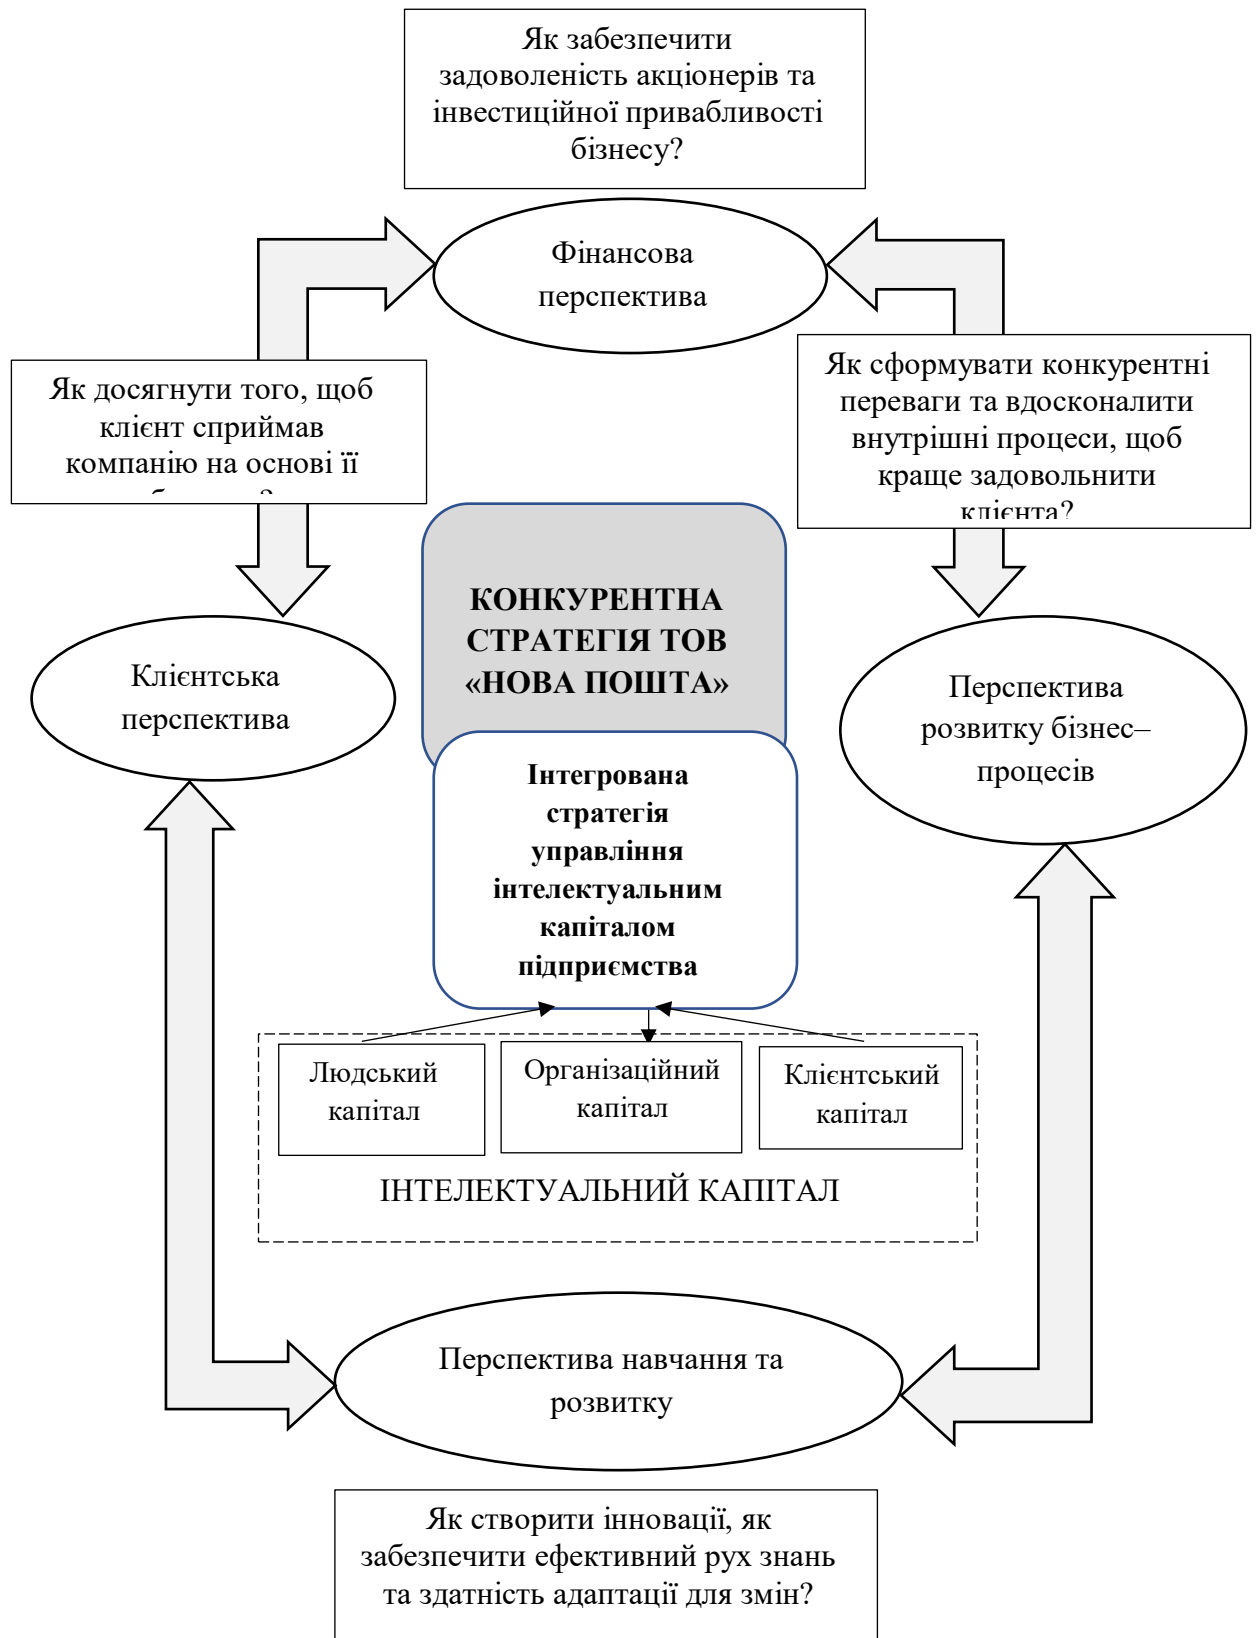 Як забезпечити
задоволеність акціонерів та
інвестиційної привабливості
бізнесу?
Фінансова
перспектива
Як досягнути того, щоб
клієнт сприймав
компанію на основі її
Як сформувати конкурентні
переваги та вдосконалити
внутрішні процеси, щоб
краще задовольнити
клієнта?
КОНКУРЕНТНА
СТРАТЕГІЯ ТОВ
«НОВА ПОШТА»
Клієнтська
перспектива
Перспектива
розвитку бізнес–
процесів
Інтегрована
стратегія
управління
інтелектуальним
капіталом
підприємства
Людський
капітал
Організаційний
капітал
Клієнтський
капітал
ІНТЕЛЕКТУАЛЬНИЙ КАПІТАЛ
Перспектива навчання та
розвитку
Як створити інновації, як
забезпечити ефективний рух знань
та здатність адаптації для змін?